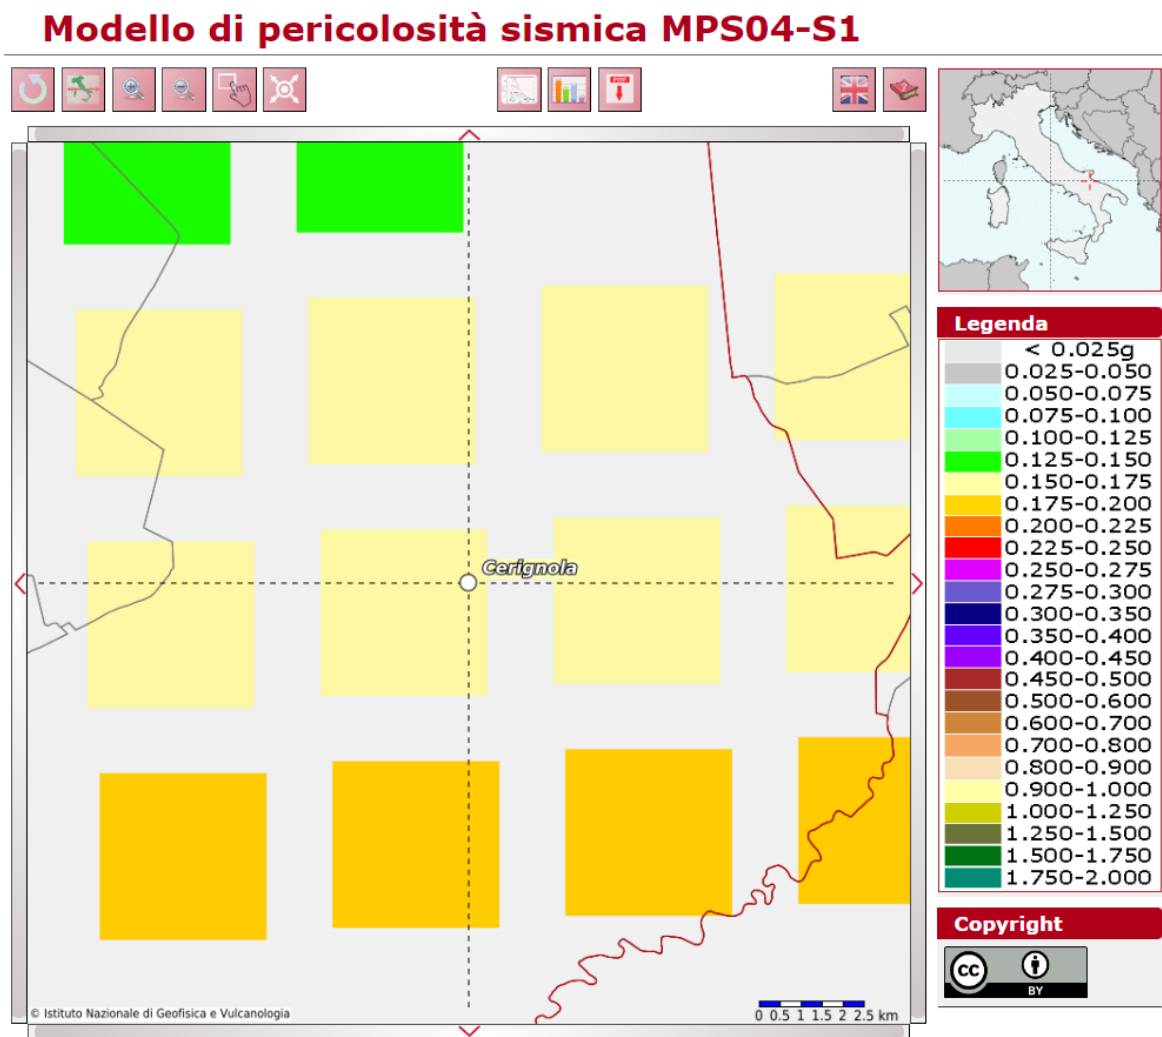 Modello di pericolosità sismica MPS04-S1
PDF
Cerignola
© Istituto Nazionale di Geofisica e Vulcanologia
0 0.5 1 1.5 2 2.5 km
Legenda
< 0.025g
0.025-0.050
0.050-0.075
0.075-0.100
0.100-0.125
0.125-0.150
0.150-0.175
0.175-0.200
0.200-0.225
0.225-0.250
0.250-0.275
0.275-0.300
0.300-0.350
0.350-0.400
0.400-0.450
0.450-0.500
0.500-0.600
0.600-0.700
0.700-0.800
0.800-0.900
0.900-1.000
1.000-1.250
1.250-1.500
1.500-1.750
1.750-2.000
Copyright
cc
BY